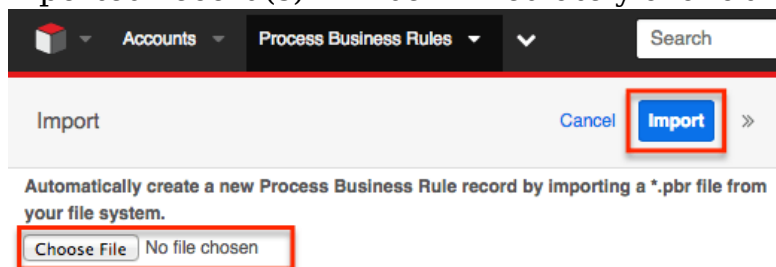 Accounts Process Business Rules Search
Import Cancel Import »
Automatically create a new Process Business Rule record by importing a *.pbr file from
your file system.
Choose File No file chosen